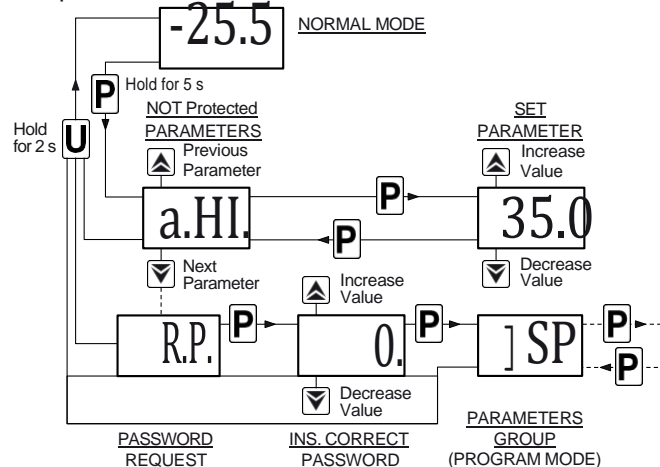 -25.5
NORMAL MODE
P
Hold for 5 s
Hold
for 2 s
U
NOT Protected
PARAMETERS
Previous
Parameter
SET
PARAMETER
Increase
Value
a.HI.
P
P
35.0
Next
Parameter
Decrease
Value
Increase
Value
R.P.
P
0.
P
] SP
P
P
Decrease
Value
PASSWORD
REQUEST
INS. CORRECT
PASSWORD
PARAMETERS
GROUP
(PROGRAM MODE)